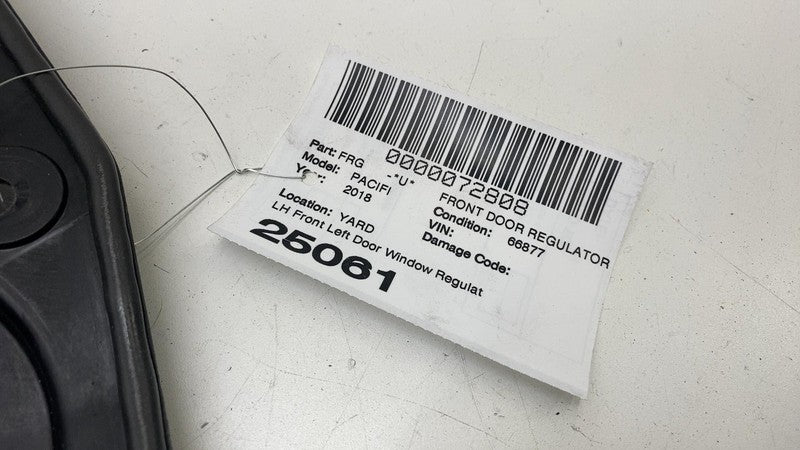 0000072808
Part: FRG -"U" FRONT DOOR REGULATOR
Model: PACIFI Condition: 66877
Year: 2018 VIN:
Damage Code:
Location: YARD
LH Front Left Door Window Regulat
25061